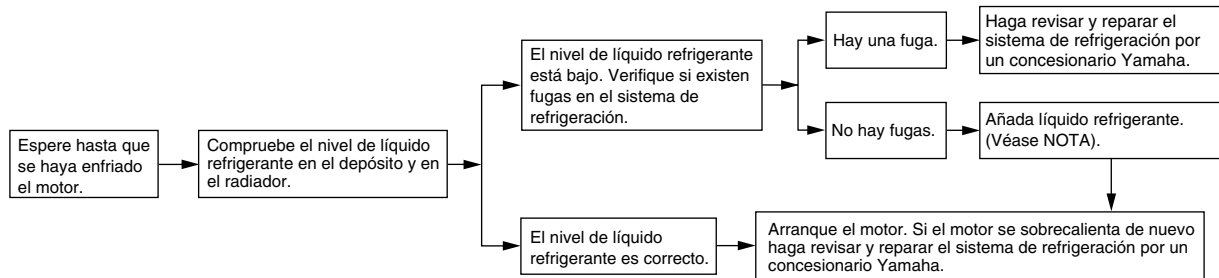 Espere hasta que
se haya enfriado
el motor.
Compruebe el nivel de líquido
refrigerante en el depósito y en
el radiador.
El nivel de líquido refrigerante
está bajo. Verifique si existen
fugas en el sistema de
refrigeración.
Hay una fuga.
Haga revisar y reparar el
sistema de refrigeración por
un concesionario Yamaha.
No hay fugas.
Añada líquido refrigerante.
(Véase NOTA).
El nivel de líquido
refrigerante es correcto.
Arranque el motor. Si el motor se sobrecalienta de nuevo
haga revisar y reparar el sistema de refrigeración por un
concesionario Yamaha.